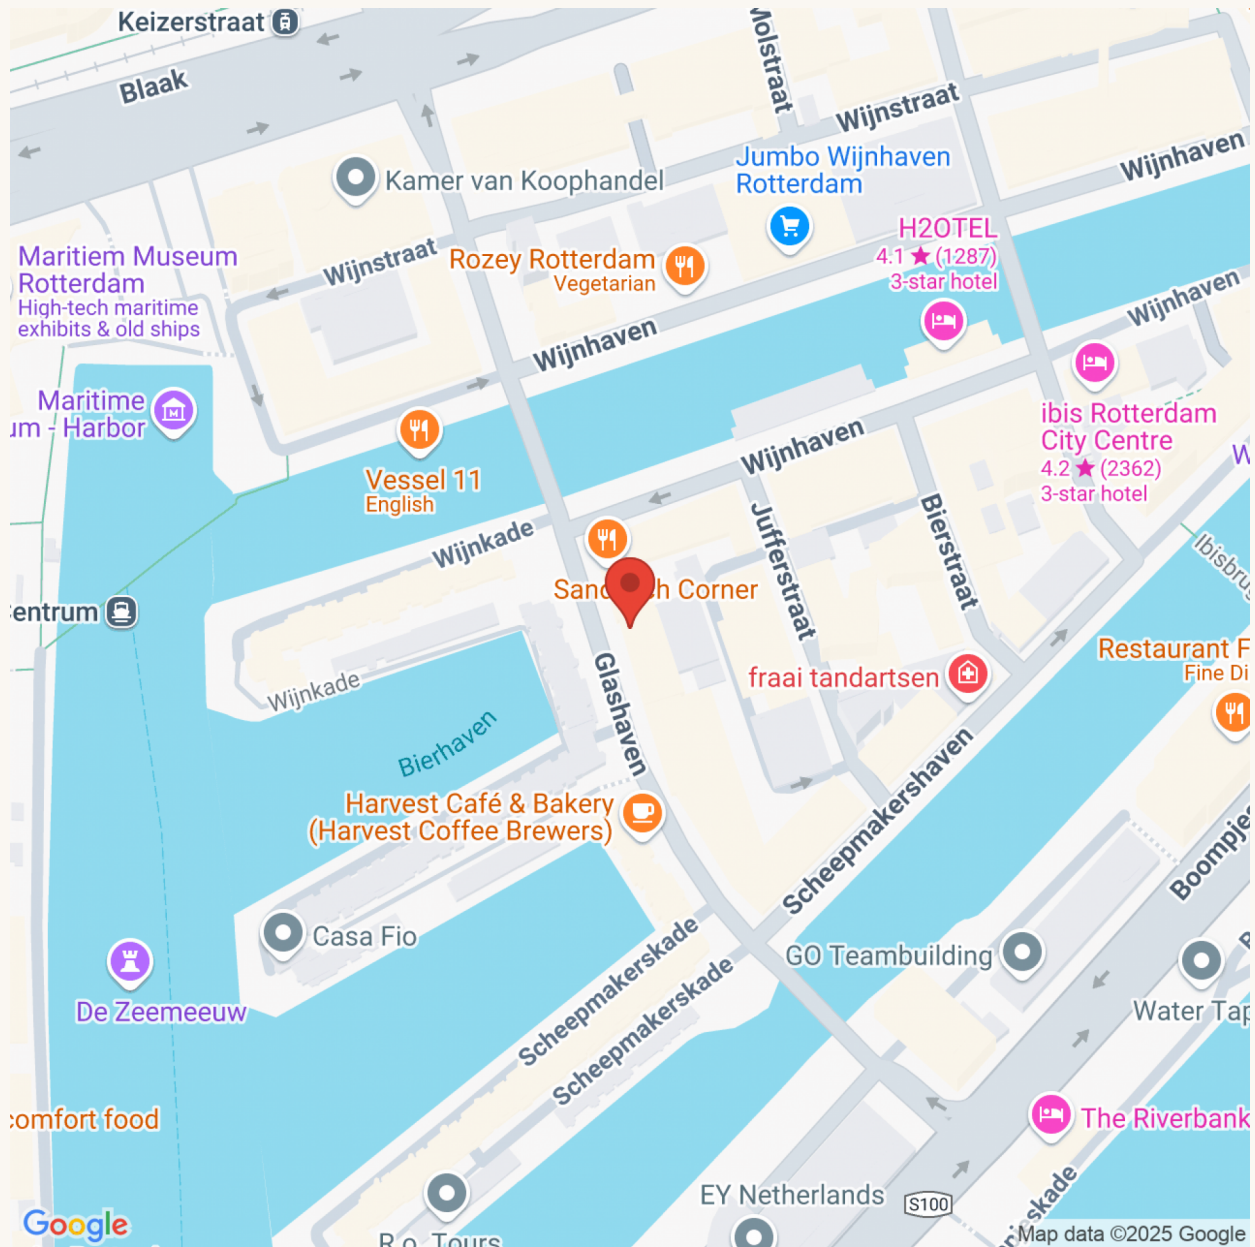 Keizerstraat
Blaak
Molstraat
Wijnstraat
Wijnhaven
Kamer van Koophandel
Jumbo Wijnhaven
Rotterdam
H2OTEL
4.1 ★ (1287)
3-star hotel
Wijnstraat
Rozey Rotterdam
Vegetarian
Maritiem Museum
Rotterdam
High-tech maritime
exhibits & old ships
Wijnhaven
Wijnhaven
Maritime
um - Harbor
ibis Rotterdam
City Centre
4.2 ★ (2362)
3-star hotel
W
Vessel 11
English
Wijnhaven
Wijnkade
Jufferstraat
Bierstraat
Sand ch Corner
Centrum
Wijnkade
Glashaven
fraai tandartsen
Restaurant F
Fine Di
Bierhaven
Harvest Café & Bakery
(Harvest Coffee Brewers)
Scheepmakershaven
Boompje
Casa Fio
Scheepmakerskade
Scheepmakerskade
GO Teambuilding
De Zeemeeuw
Water Tap
comfort food
The Riverbank
EY Netherlands
S100
Google
Map data ©2025 Google